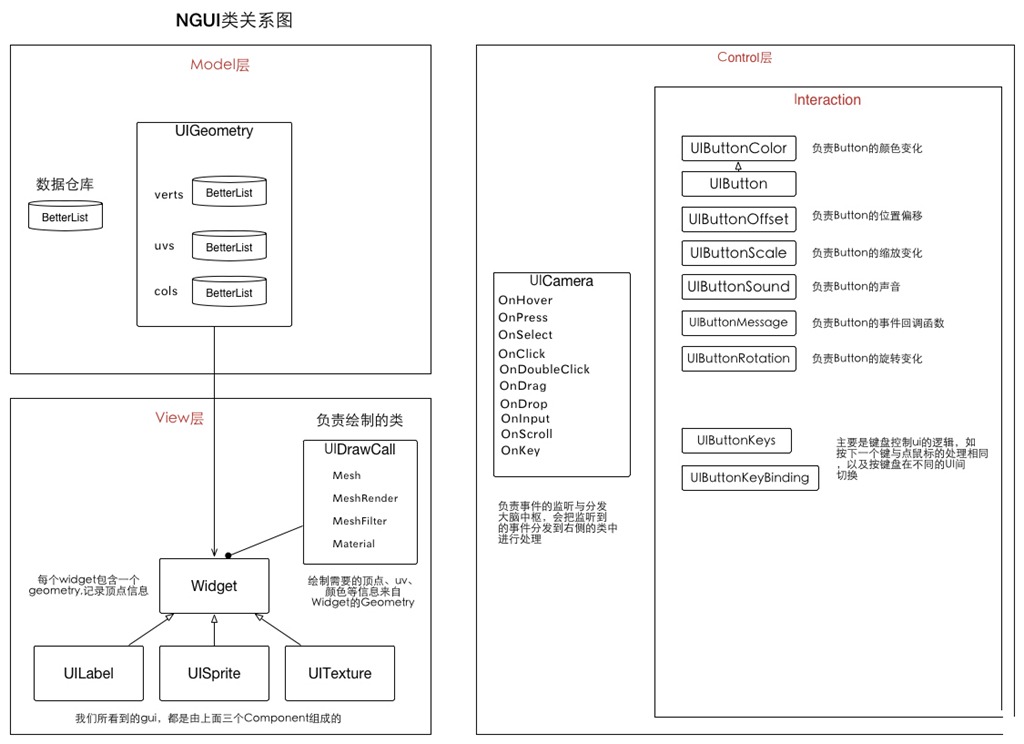 NGUI类关系图
Model层
UIGeometry
数据仓库
BetterList
verts
BetterList
uvs
BetterList
cols
BetterList
View层
负责绘制的类
UIDrawCall
Mesh
MeshRender
MeshFilter
Material
每个widget包含一个
geometry,记录顶点信息
Widget
绘制需要的顶点、uv、
颜色等信息来自
Widget的Geometry
UILabel
UISprite
UITexture
我们所看到的gui，都是由上面三个Component组成的
Control层
UICamera
OnHover
OnPress
OnSelect
OnClick
OnDoubleClick
OnDrag
OnDrop
OnInput
OnScroll
OnKey
负责事件的监听与分发
大脑中枢，会把监听到
的事件分发到右侧的类中
进行处理
Interaction
UIButtonColor 负责Button的颜色变化
UIButton
UIButtonOffset 负责Button的位置偏移
UIButtonScale 负责Button的缩放变化
UIButtonSound 负责Button的声音
UIButtonMessage 负责Button的事件回调函数
UIButtonRotation 负责Button的旋转变化
UIButtonKeys
UIButtonKeyBinding
主要是键盘控制ui的逻辑，如
按下一个键与点鼠标的处理相同
，以及按键盘在不同的UI间
切换